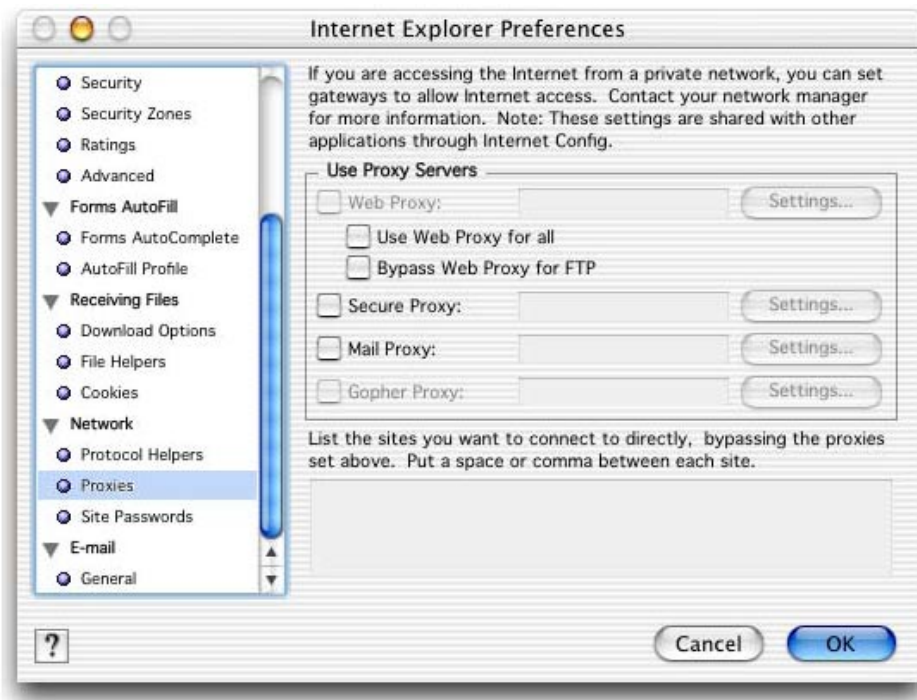 Internet Explorer Preferences
Security
Security Zones
Ratings
Advanced
Forms AutoFill
Forms AutoComplete
AutoFill Profile
Receiving Files
Download Options
File Helpers
Cookies
Network
Protocol Helpers
Proxies
Site Passwords
E-mail
General
If you are accessing the Internet from a private network, you can set
gateways to allow Internet access. Contact your network manager
for more information. Note: These settings are shared with other
applications through Internet Config.
Use Proxy Servers
Web Proxy: Settings...
Use Web Proxy for all
Bypass Web Proxy for FTP
Secure Proxy: Settings...
Mail Proxy: Settings...
Gopher Proxy: Settings...
List the sites you want to connect to directly, bypassing the proxies
set above. Put a space or comma between each site.
? Cancel OK